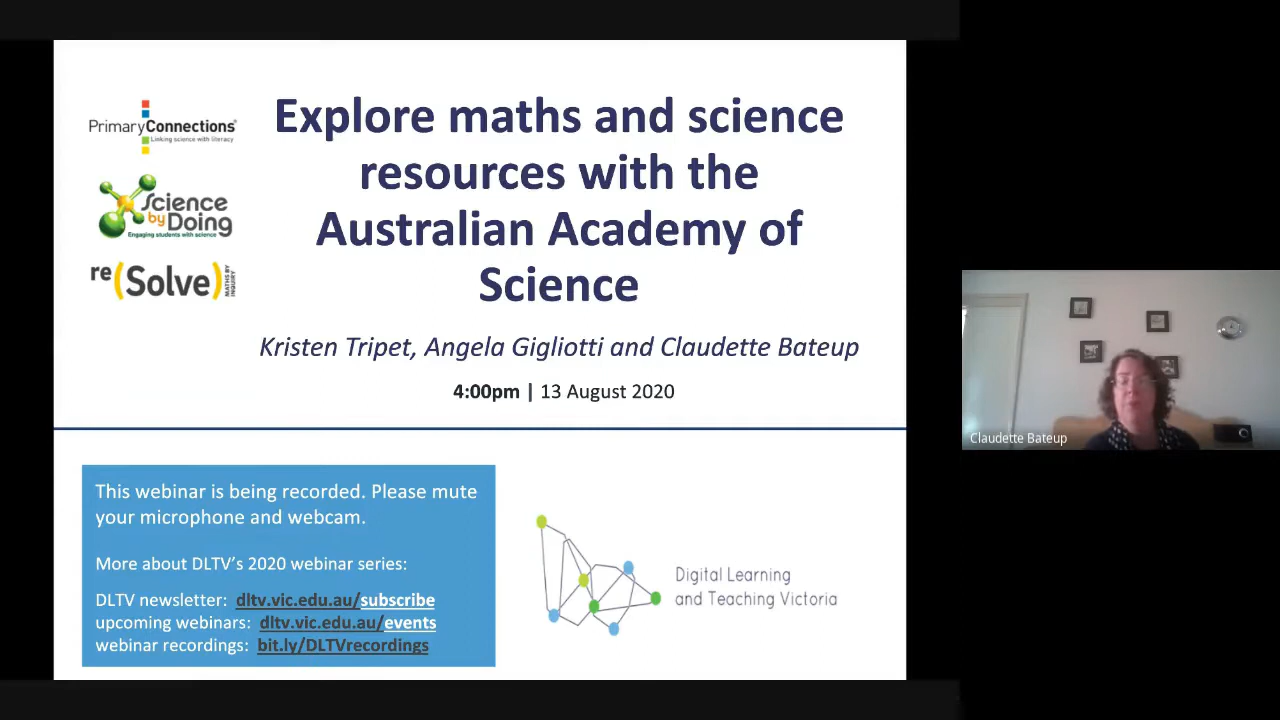 PrimaryConnections®
Linking science with literacy
Science
by Doing
Engaging students with science
re(Solve)
MATHS BY
INQUIRY
Explore maths and science
resources with the
Australian Academy of
Science
Kristen Tripet, Angela Gigliotti and Claudette Bateup
4:00pm | 13 August 2020
Claudette Bateup
This webinar is being recorded. Please mute
your microphone and webcam.
More about DLTV's 2020 webinar series:
DLTV newsletter: dltv.vic.edu.au/subscribe
upcoming webinars: dltv.vic.edu.au/events
webinar recordings: bit.ly/DLTVrecordings
Digital Learning
and Teaching Victoria